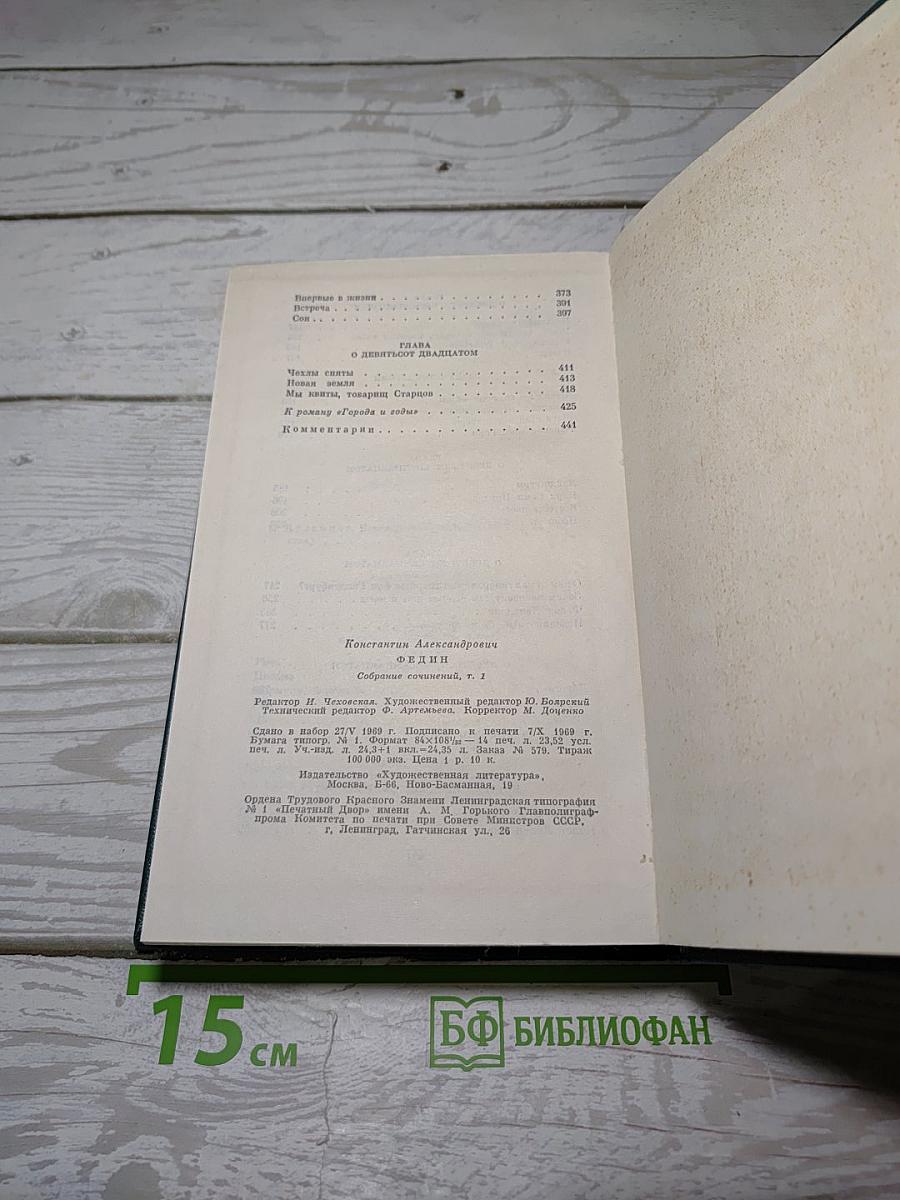 Впервые в жизни . . . . . . . . . . . . . . 373
Встреча . . . . . . . . . . . . . . . . . 391
Сон . . . . . . . . . . . . . . . . . . 397
ГЛАВА
О ДЕВЯТЬСОТ ДВАДЦАТОМ
Чехлы сняты . . . . . . . . . . . . . . . 411
Новая земля . . . . . . . . . . . . . . . 413
Мы квиты, товарищ Старцов . . . . . . . . . 418
К роману «Города и годы» . . . . . . . . . . 425
Комментарии . . . . . . . . . . . . . . 441
Константин Александрович
ФЕДИН
Собрание сочинений, т. 1
Редактор И. Чеховская. Художественный редактор Ю. Боярский
Технический редактор Ф. Артемьева. Корректор М. Доценко
Сдано в набор 27/V 1969 г. Подписано к печати 7/X 1969 г.
Бумага типогр. № 1. Формат 84×108¹/₃₂ — 14 печ. л. 23,52 усл.
печ. л. Уч.-изд. л. 24,3+1 вкл.=24,35 л. Заказ № 579. Тираж
100 000 экз. Цена 1 р. 10 к.
Издательство «Художественная литература»,
Москва, Б-66, Ново-Басманная, 19
Ордена Трудового Красного Знамени Ленинградская типография
№ 1 «Печатный Двор» имени А. М. Горького Главполиграф-
прома Комитета по печати при Совете Министров СССР,
г, Ленинград, Гатчинская ул., 26
15 см
БФ БИБЛИОФАН